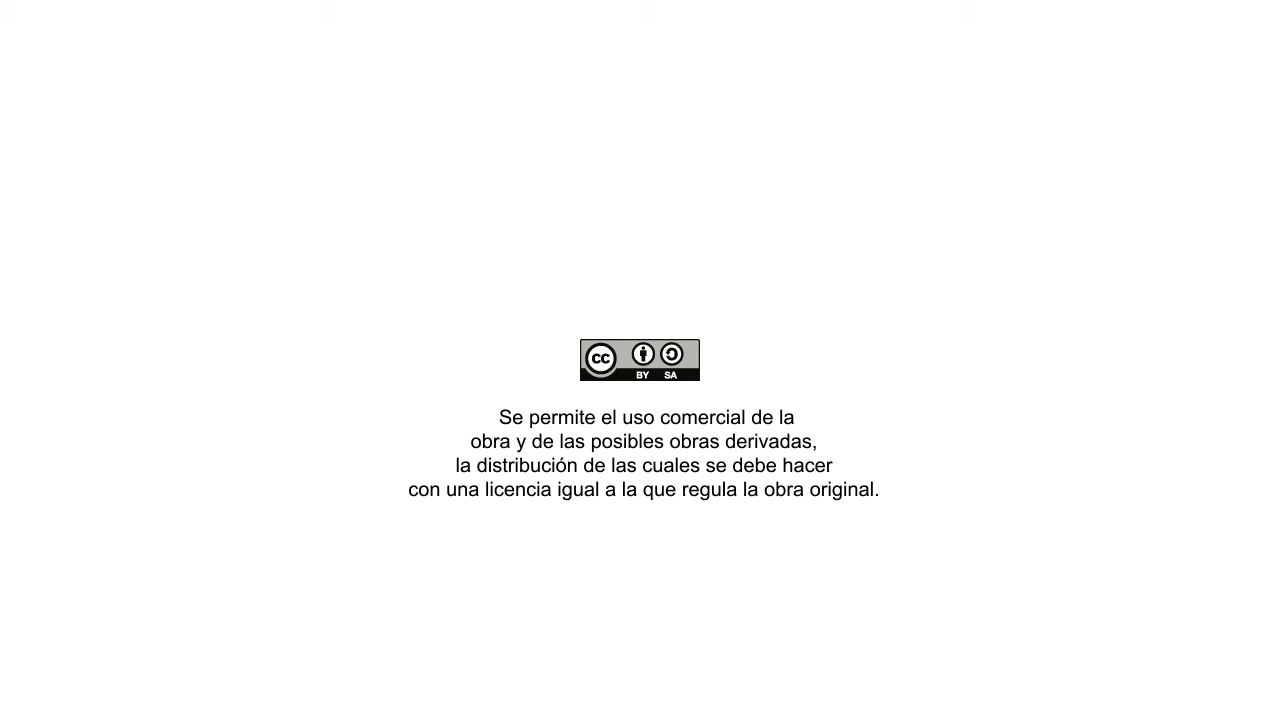 cc
BY SA
Se permite el uso comercial de la
obra y de las posibles obras derivadas,
la distribución de las cuales se debe hacer
con una licencia igual a la que regula la obra original.